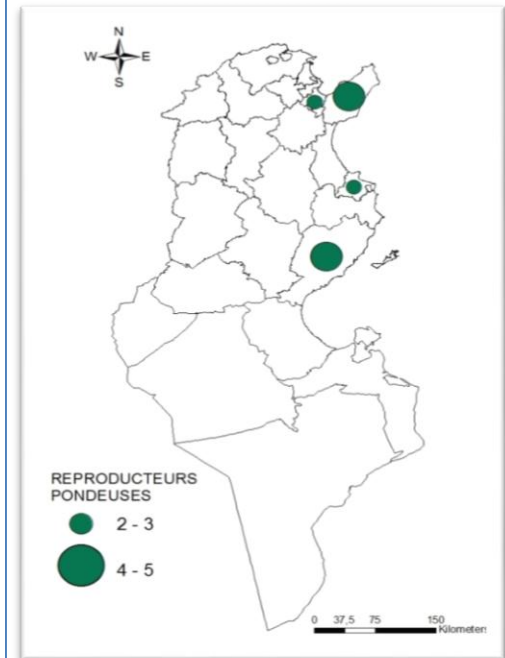 N
W E
S
REPRODUCTEURS
PONDEUSES
2 - 3
4 - 5
0 37,5 75 150
Kilometers